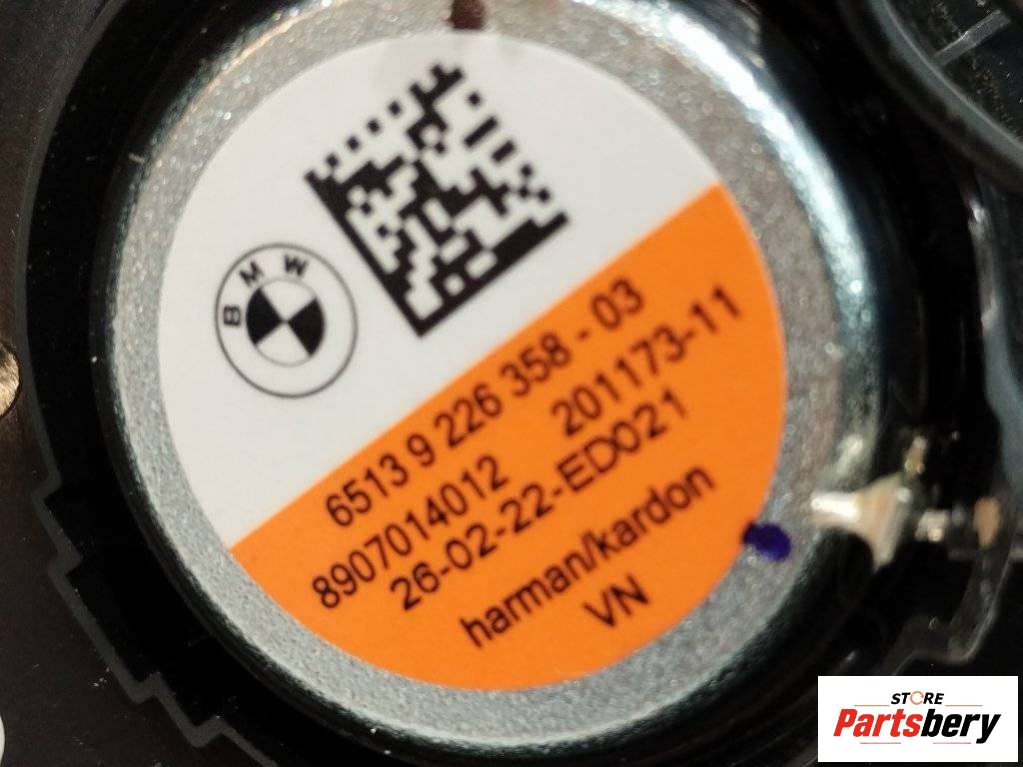 BMW
6513 9 226 358 - 03
8907014012 201173-11
26-02-22-ED021
harman/kardon
VN
STORE
Partsbery